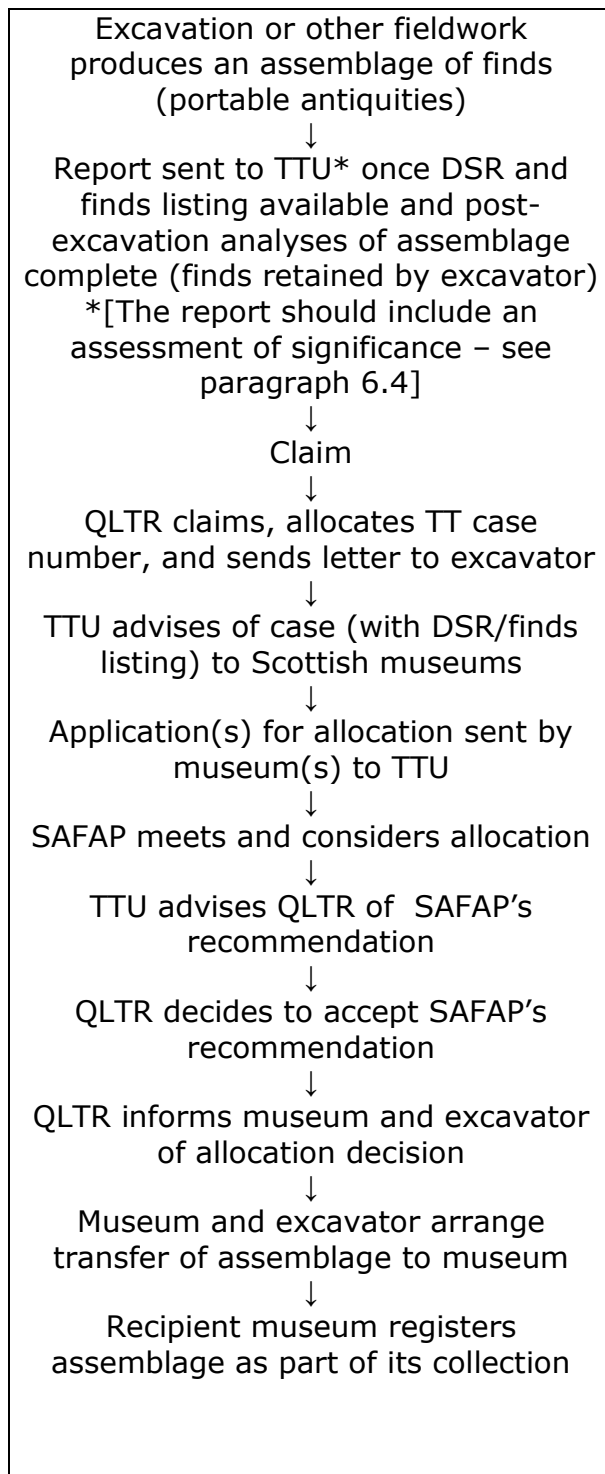 Excavation or other fieldwork
produces an assemblage of finds
(portable antiquities)
↓
Report sent to TTU* once DSR and
finds listing available and post-
excavation analyses of assemblage
complete (finds retained by excavator)
*[The report should include an
assessment of significance – see
paragraph 6.4]
↓
Claim
↓
QLTR claims, allocates TT case
number, and sends letter to excavator
↓
TTU advises of case (with DSR/finds
listing) to Scottish museums
↓
Application(s) for allocation sent by
museum(s) to TTU
↓
SAFAP meets and considers allocation
↓
TTU advises QLTR of  SAFAP’s
recommendation
↓
QLTR decides to accept SAFAP’s
recommendation
↓
QLTR informs museum and excavator
of allocation decision
↓
Museum and excavator arrange
transfer of assemblage to museum
↓
Recipient museum registers
assemblage as part of its collection